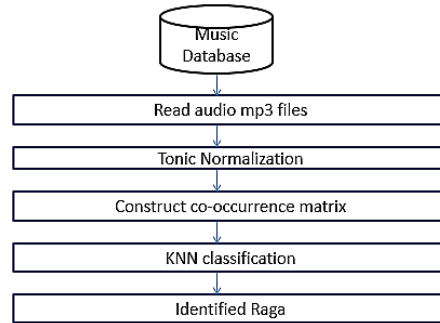 Music
Database
Read audio mp3 files
Tonic Normalization
Construct co-occurrence matrix
KNN classification
Identified Raga